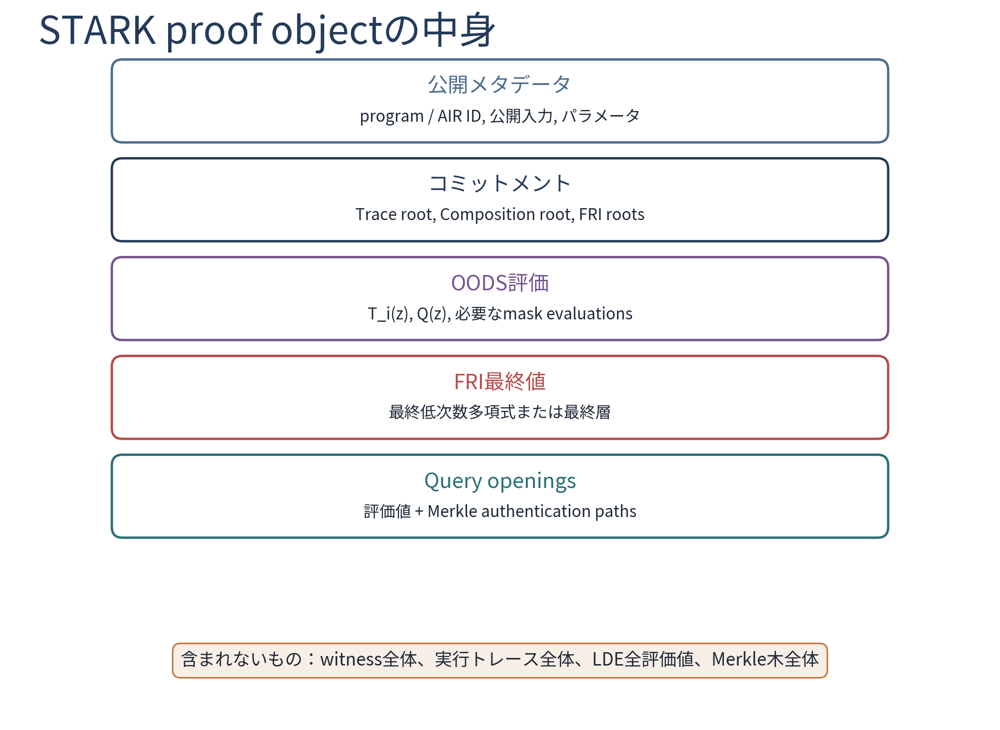 STARK proof objectの中身
公開メタデータ
program / AIR ID, 公開入力, パラメータ
コミットメント
Trace root, Composition root, FRI roots
OODS評価
T_i(z), Q(z), 必要なmask evaluations
FRI最終値
最終低次数多項式または最終層
Query openings
評価値 + Merkle authentication paths
含まれないもの：witness全体、実行トレース全体、LDE全評価値、Merkle木全体